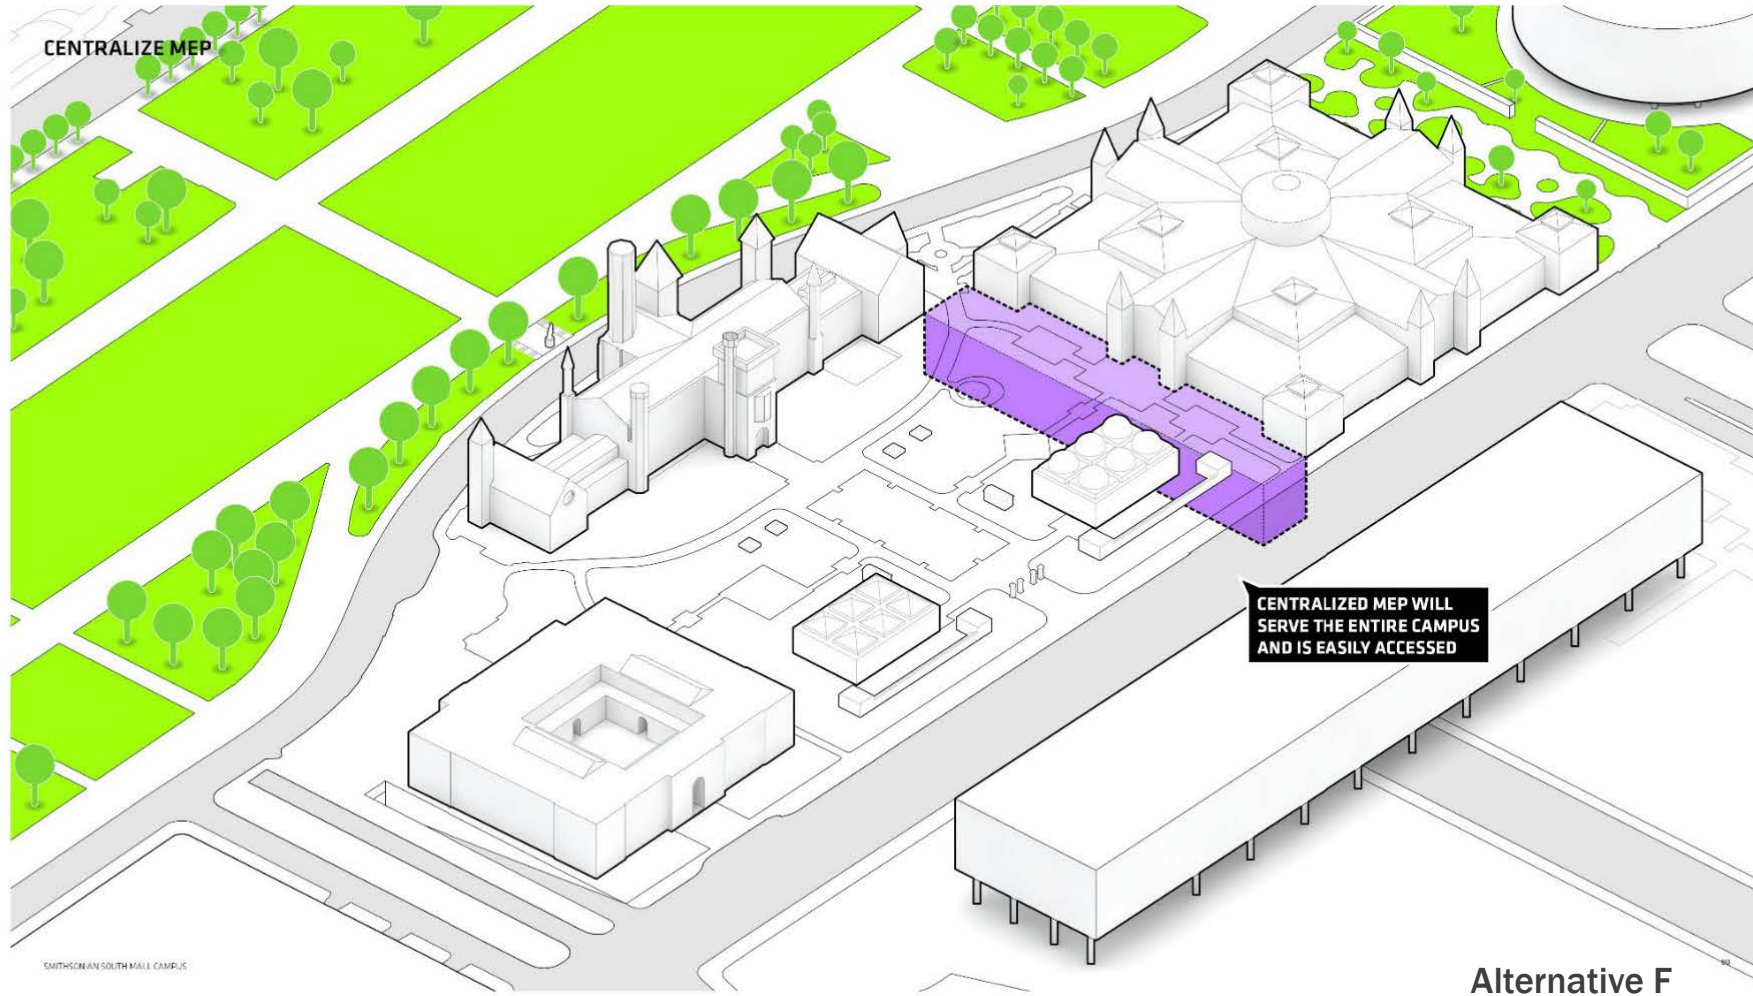 CENTRALIZE MEP
CENTRALIZED MEP WILL
SERVE THE ENTIRE CAMPUS
AND IS EASILY ACCESSED
SMITHSONIAN SOUTH MALL CAMPUS
Alternative F